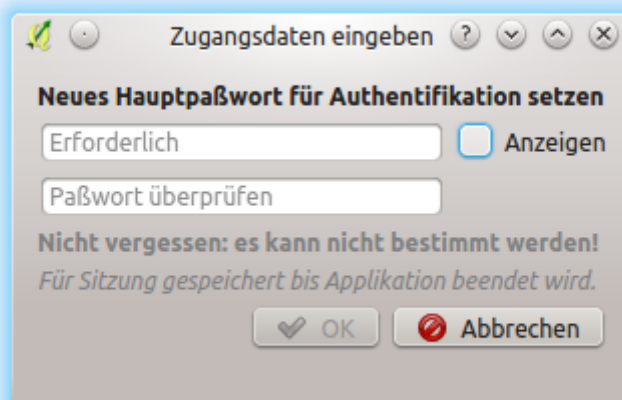 Zugangsdaten eingeben
Neues Hauptpaßwort für Authentifikation setzen
Erforderlich
Anzeigen
Paßwort überprüfen
Nicht vergessen: es kann nicht bestimmt werden!
Für Sitzung gespeichert bis Applikation beendet wird.
OK
Abbrechen